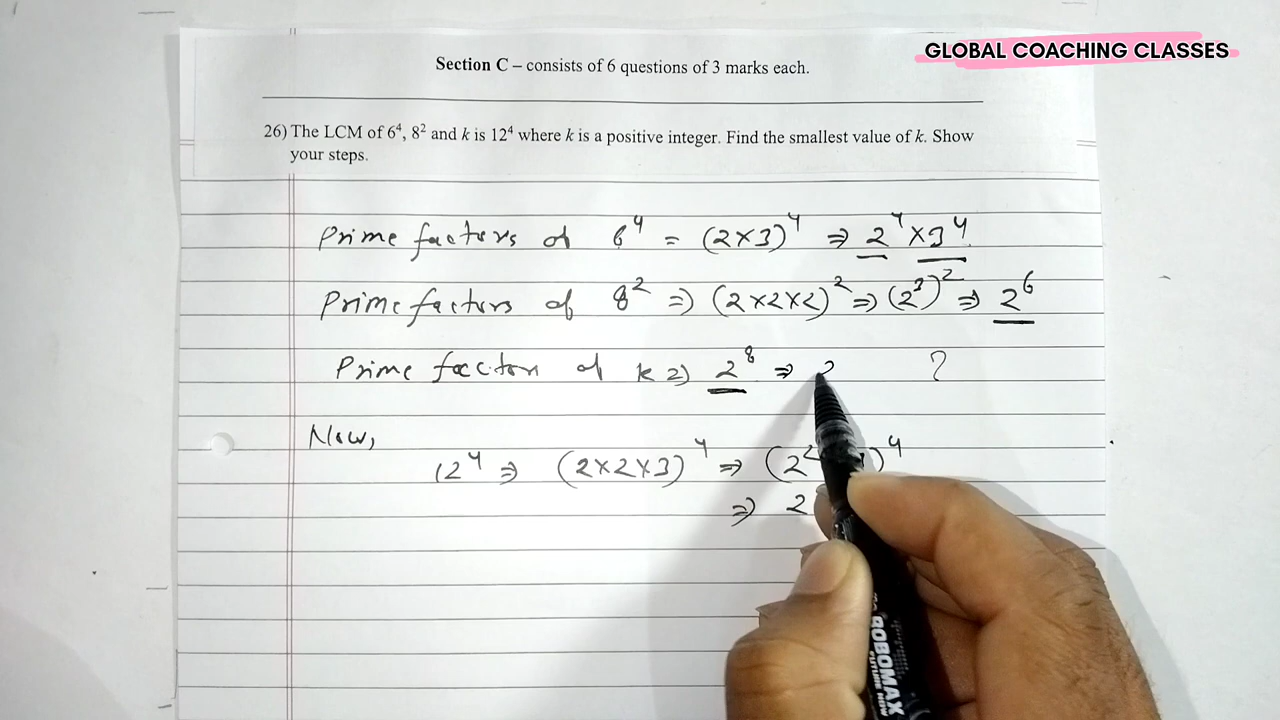 GLOBAL COACHING CLASSES
Section C – consists of 6 questions of 3 marks each.
26) The LCM of 6⁴, 8² and k is 12⁴ where k is a positive integer. Find the smallest value of k. Show
your steps.
Prime factors of 6⁴ = (2×3)⁴ ⇒ 2⁴ × 3⁴
Prime factors of 8² ⇒ (2×2×2)² ⇒ (2³)² ⇒ 2⁶
Prime factors of k ⇒ 2⁸ ⇒ ?
Now,
12⁴ ⇒ (2×2×3)⁴ ⇒ (2² )⁴
⇒ 2
ROBOMAX